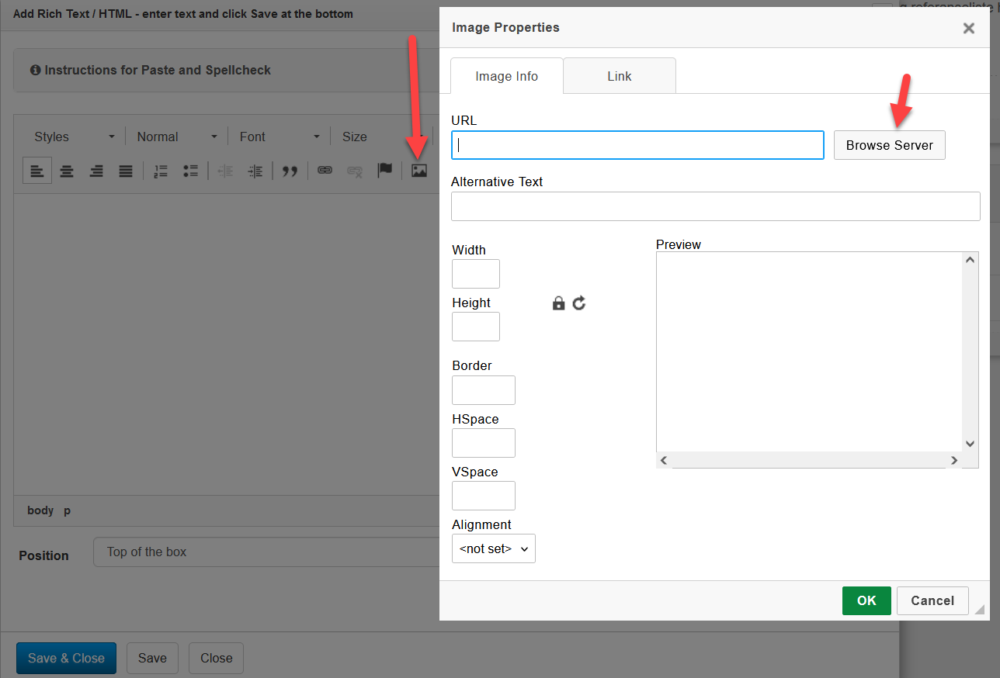 Add Rich Text / HTML - enter text and click Save at the bottom
Instructions for Paste and Spellcheck
Styles Normal Font Size
body p
Position Top of the box
Save & Close Save Close
Image Properties
Image Info Link
URL
Browse Server
Alternative Text
Width
Preview
Height
Border
HSpace
VSpace
Alignment
<not set>
OK Cancel